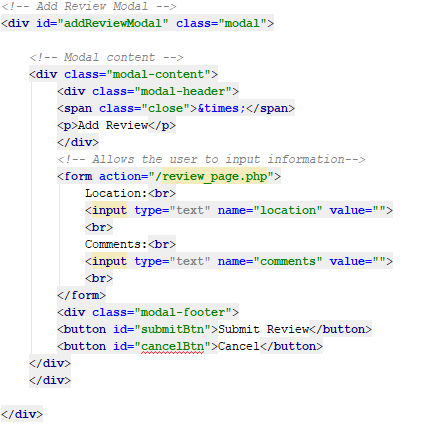 <!-- Add Review Modal -->
<div id="addReviewModal" class="modal">
<!-- Modal content -->
<div class="modal-content">
<div class="modal-header">
<span class="close">&times;</span>
<p>Add Review</p>
</div>
<!-- Allows the user to input information-->
<form action="/review_page.php">
Location:<br>
<input type="text" name="location" value="">
<br>
Comments:<br>
<input type="text" name="comments" value="">
<br>
</form>
<div class="modal-footer">
<button id="submitBtn">Submit Review</button>
<button id="cancelBtn">Cancel</button>
</div>
</div>
</div>